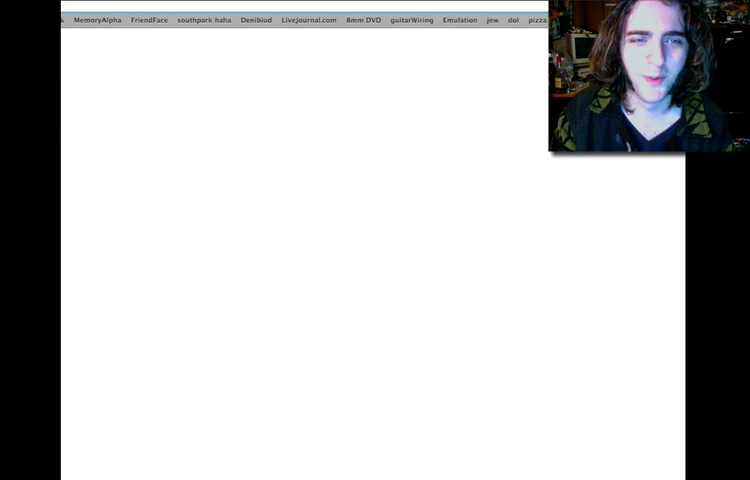 k MemoryAlpha FriendFace southpark haha Denibiud LiveJournal.com 8mm DVD guitarWiring Emulation jew dol pizza